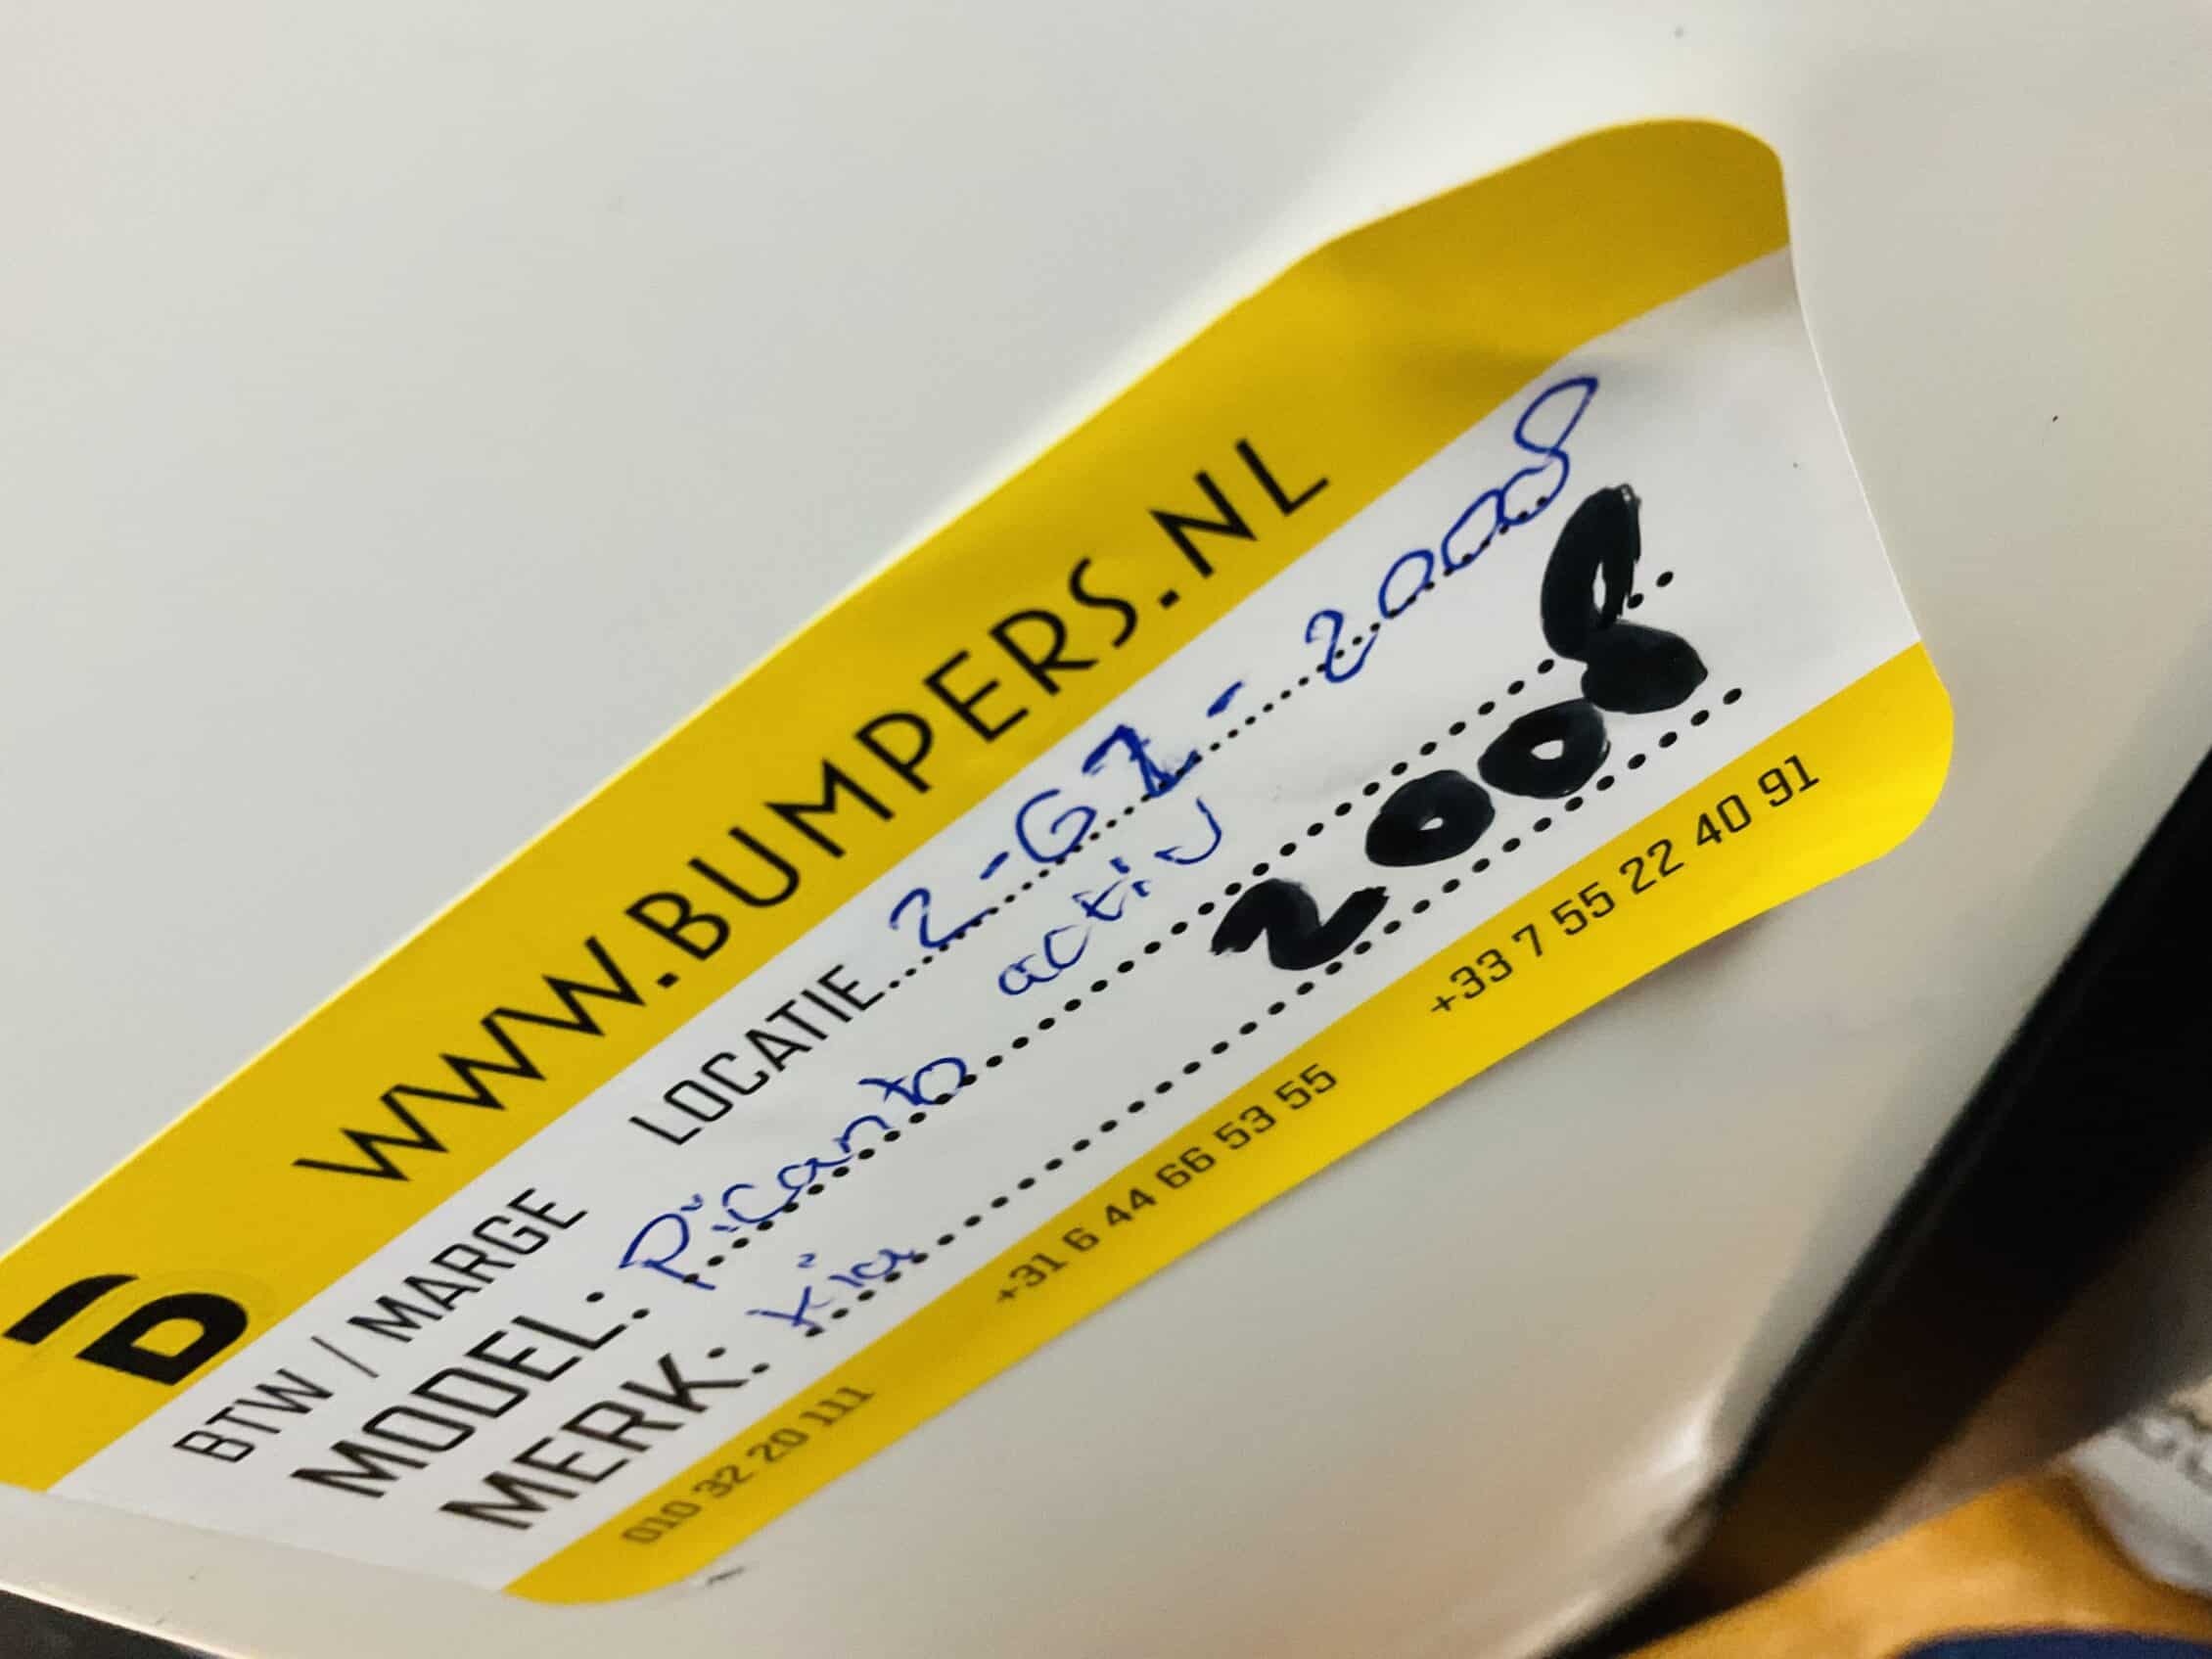 WWW.BUMPERS.NL
BTW / MARGE LOCATIE 2-G1-2008
activ
MODEL: Picanto
MERK: Kia 2008
010 32 20 111 +31 6 44 66 53 55 +33 7 55 22 40 91